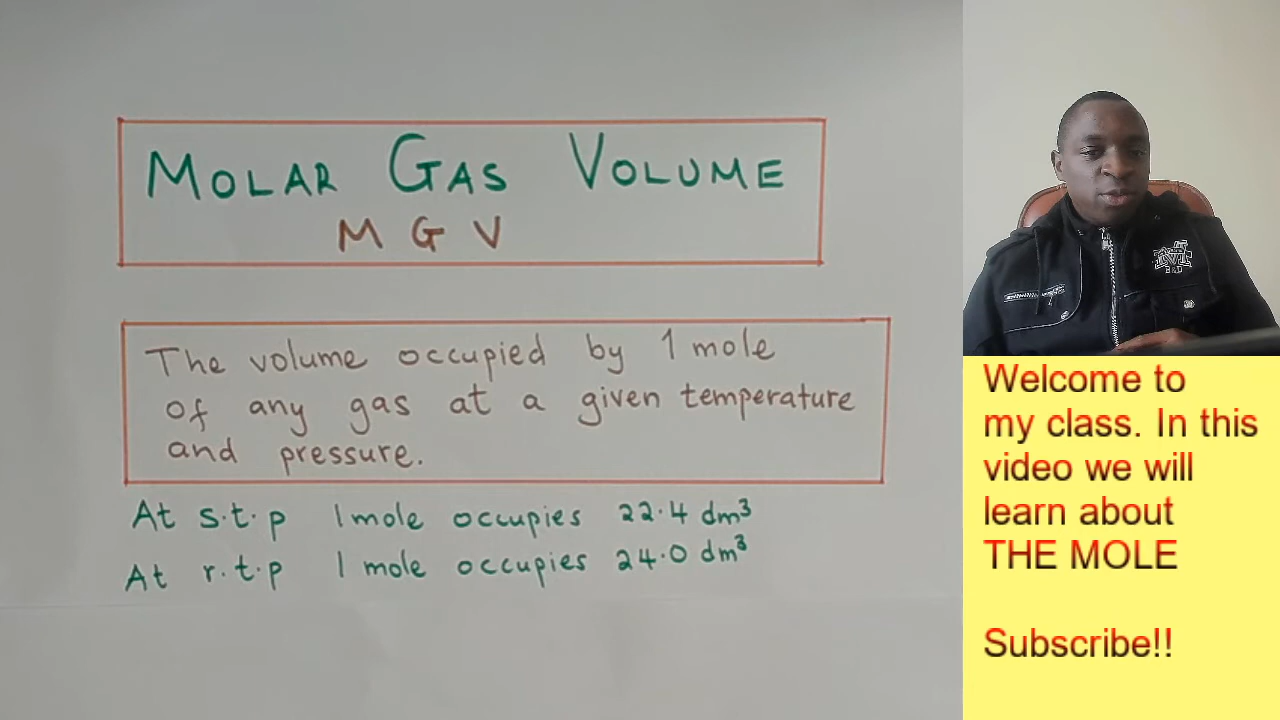 MOLAR GAS VOLUME
M G V
The volume occupied by 1 mole
of any gas at a given temperature
and pressure.
At s.t.p 1 mole occupies 22.4 dm³
At r.t.p 1 mole occupies 24.0 dm³
Welcome to
my class. In this
video we will
learn about
THE MOLE
Subscribe!!